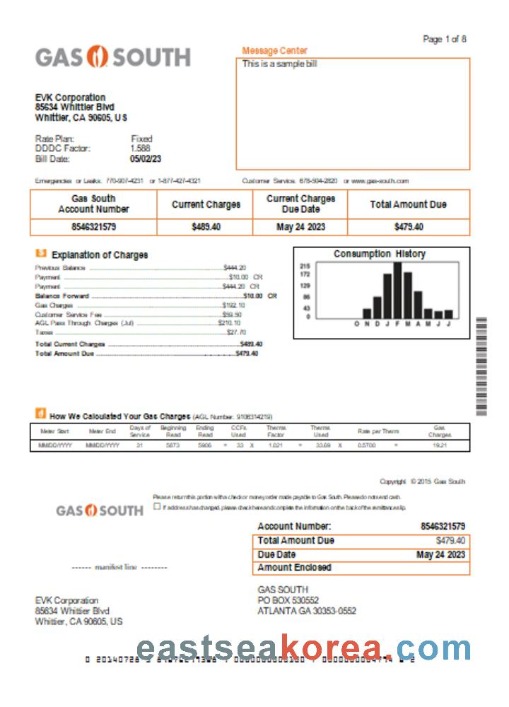 Page 1 of 8
GAS SOUTH
Message Center
This is a sample bill
EVK Corporation
85634 Whittier Blvd
Whittier, CA 90605, US
Rate Plan: Fixed
DDDC Factor: 1.588
Bill Date: 05/02/23
Emergencies or Leaks: 770-907-4231 or 1-877-427-4321 Customer Service: 678-504-2820 or www.gas-south.com
Gas South Account Number Current Charges Current Charges Due Date Total Amount Due
8546321579 $489.40 May 24 2023 $479.40
Explanation of Charges
Previous Balance $444.20
Payment $10.00 CR
Payment $444.20 CR
Balance Forward $10.00 CR
Gas Charges $192.10
Customer Service Fee $59.50
AGL Pass Through Charges (Jul) $210.10
Taxes $27.70
Total Current Charges $489.40
Total Amount Due $479.40
Consumption History
215
172
129
86
43
0
O N D J F M A M J J
How We Calculated Your Gas Charges (AGL Number: 9106314219)
Meter Start Meter End Days of Service Beginning Read Ending Read CCFs Used Therms Factor Therms Used Rate per Therm Gas Charges
MM/DD/YYYY MM/DD/YYYY 31 5873 5906 = 33 X 1.021 = 33.69 X 0.5700 = 19.21
Copyright © 2015 Gas South
Please return this portion with a check or money order made payable to Gas South. Please do not send cash.
If address has changed, please check here and complete the information on the back of the remittance slip.
GAS SOUTH
Account Number: 8546321579
Total Amount Due $479.40
Due Date May 24 2023
Amount Enclosed
------ manifest line --------
GAS SOUTH
PO BOX 530552
ATLANTA GA 30353-0552
EVK Corporation
85634 Whittier Blvd
Whittier, CA 90605, US
eastseakorea.com